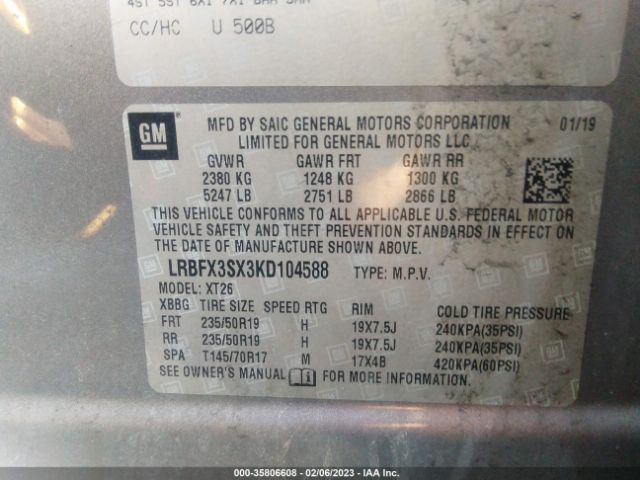 4ST 5ST 6X1 7X1
CC/HC U 500B
GM
MFD BY SAIC GENERAL MOTORS CORPORATION 01/19
LIMITED FOR GENERAL MOTORS LLC
GVWR GAWR FRT GAWR RR
2380 KG 1248 KG 1300 KG
5247 LB 2751 LB 2866 LB
THIS VEHICLE CONFORMS TO ALL APPLICABLE U.S. FEDERAL MOTOR
VEHICLE SAFETY AND THEFT PREVENTION STANDARDS IN EFFECT ON
THE DATE OF MANUFACTURE SHOWN ABOVE.
LRBFX3SX3KD104588 TYPE: M.P.V.
MODEL: XT26
XBBG TIRE SIZE SPEED RTG RIM COLD TIRE PRESSURE
FRT 235/50R19 H 19X7.5J 240KPA(35PSI)
RR 235/50R19 H 19X7.5J 240KPA(35PSI)
SPA T145/70R17 M 17X4B 420KPA(60PSI)
SEE OWNER'S MANUAL FOR MORE INFORMATION
000-35806608 - 02/06/2023 - IAA Inc.